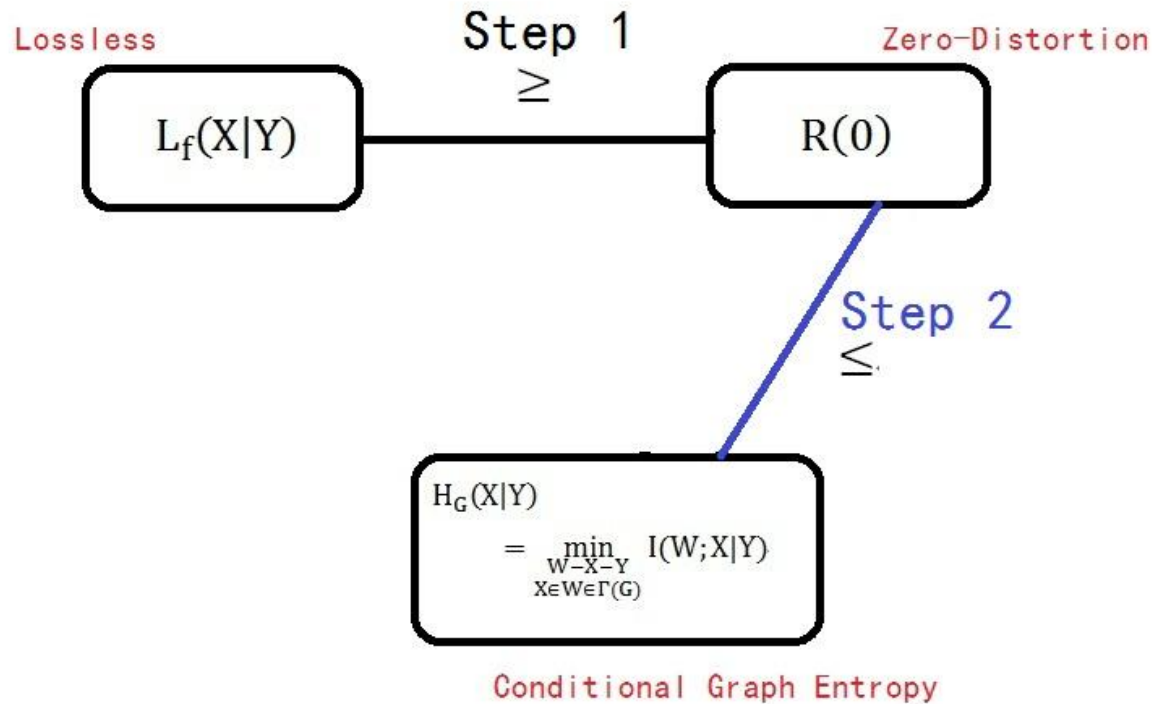 Step 1
Lossless
Zero-Distortion
≥
L_f(X|Y)
R(0)
Step 2
≤
H_G(X|Y)
= min I(W;X|Y)
W−X−Y
X∈W∈Γ(G)
Conditional Graph Entropy